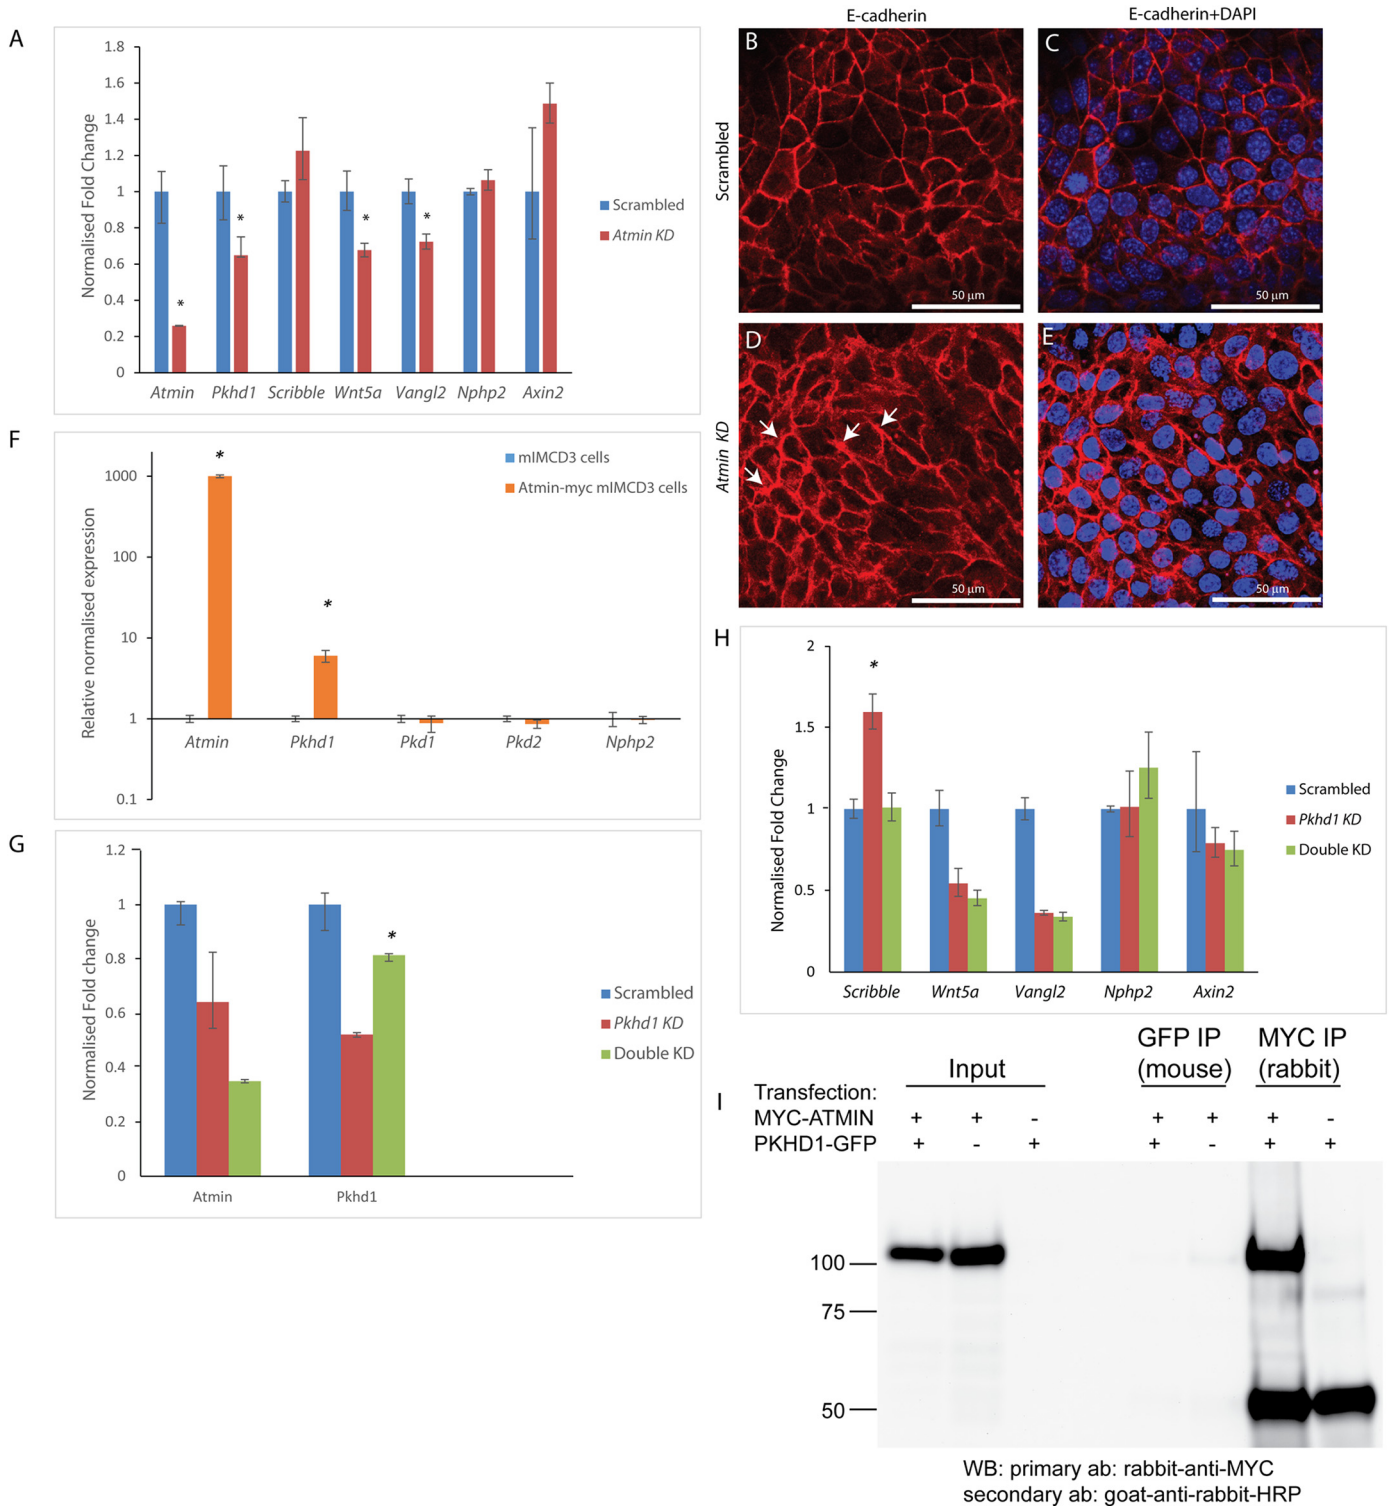 A
Normalised Fold Change
1.8
1.6
1.4
1.2
1
0.8
0.6
0.4
0.2
0
*
*
*
*
Atmin Pkhd1 Scribble Wnt5a Vangl2 Nphp2 Axin2
Scrambled
Atmin KD
E-cadherin
E-cadherin+DAPI
Scrambled
B
50 µm
C
50 µm
Atmin KD
D
50 µm
E
50 µm
F
Relative normalised expression
1000
100
10
1
0.1
*
*
Atmin Pkhd1 Pkd1 Pkd2 Nphp2
mIMCD3 cells
Atmin-myc mIMCD3 cells
G
Normalised Fold change
1.2
1
0.8
0.6
0.4
0.2
0
*
Atmin Pkhd1
Scrambled
Pkhd1 KD
Double KD
H
Normalised Fold Change
2
1.5
1
0.5
0
*
Scribble Wnt5a Vangl2 Nphp2 Axin2
Scrambled
Pkhd1 KD
Double KD
I
Input
GFP IP
(mouse)
MYC IP
(rabbit)
Transfection:
MYC-ATMIN + + - + + + -
PKHD1-GFP + - + + - + +
100
75
50
WB: primary ab: rabbit-anti-MYC
secondary ab: goat-anti-rabbit-HRP